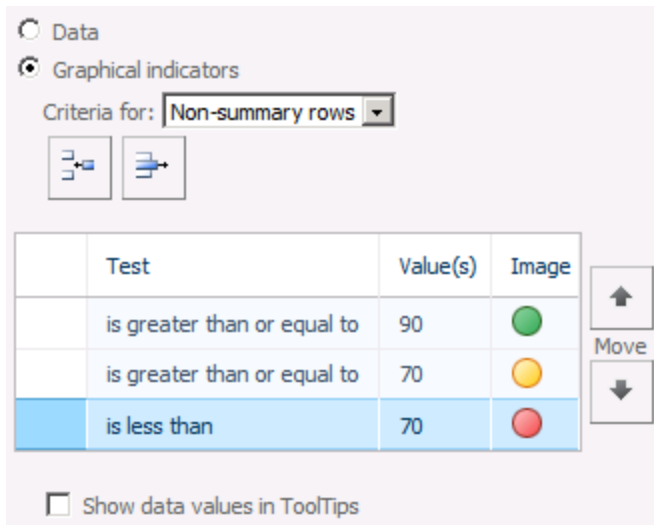 Data
Graphical indicators
Criteria for: Non-summary rows
Test Value(s) Image
is greater than or equal to 90
Move
is greater than or equal to 70
is less than 70
Show data values in ToolTips